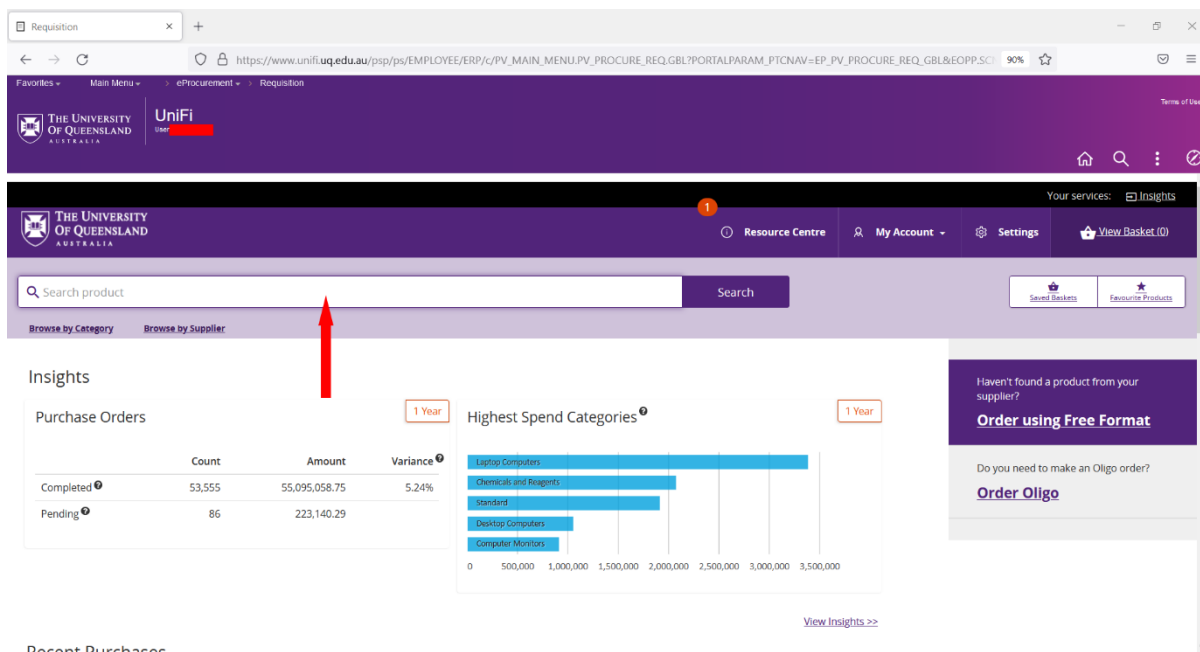 Requisition
https://www.unifi.uq.edu.au/psp/ps/EMPLOYEE/ERP/c/PV_MAIN_MENU.PV_PROCURE_REQ.GBL?PORTALPARAM_PTCNAV=EP_PV_PROCURE_REQ_GBL&EOPP.SC 90%
Favorites Main Menu > eProcurement > Requisition
Terms of Use
THE UNIVERSITY
OF QUEENSLAND
AUSTRALIA
UniFi
User
Your services: Insights
THE UNIVERSITY
OF QUEENSLAND
AUSTRALIA
1
Resource Centre My Account Settings View Basket (0)
Search product Search
Saved Baskets Favourite Products
Browse by Category Browse by Supplier
Insights
Purchase Orders 1 Year
Count Amount Variance
Completed 53,555 55,095,058.75 5.24%
Pending 86 223,140.29
Highest Spend Categories 1 Year
Laptop Computers
Chemicals and Reagents
Standard
Desktop Computers
Computer Monitors
0 500,000 1,000,000 1,500,000 2,000,000 2,500,000 3,000,000 3,500,000
View Insights >>
Haven't found a product from your
supplier?
Order using Free Format
Do you need to make an Oligo order?
Order Oligo
Recent Purchases